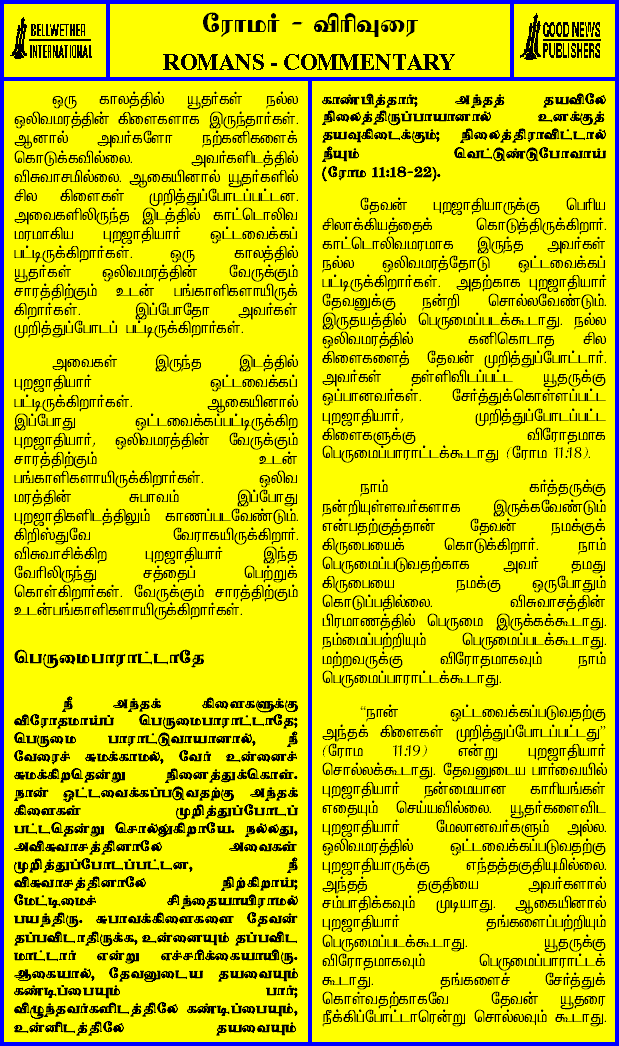 BELLWETHER
INTERNATIONAL
ரோமர் - விரிவுரை
ROMANS - COMMENTARY
GOOD NEWS
PUBLISHERS
ஒரு காலத்தில் யூதர்கள் நல்ல
ஒலிவமரத்தின் கிளைகளாக இருந்தார்கள்.
ஆனால் அவர்களோ நற்கனிகளைக்
கொடுக்கவில்லை. அவர்களிடத்தில்
விசுவாசமில்லை. ஆகையினால் யூதர்களில்
சில கிளைகள் முறித்துப்போடப்பட்டன.
அவைகளிலிருந்த இடத்தில் காட்டொலிவ
மரமாகிய புறஜாதியார் ஒட்டவைக்கப்
பட்டிருக்கிறார்கள். ஒரு காலத்தில்
யூதர்கள் ஒலிவமரத்தின் வேருக்கும்
சாரத்திற்கும் உடன் பங்காளிகளாயிருக்
கிறார்கள். இப்போதோ அவர்கள்
முறித்துப்போடப் பட்டிருக்கிறார்கள்.
அவைகள் இருந்த இடத்தில்
புறஜாதியார் ஒட்டவைக்கப்
பட்டிருக்கிறார்கள். ஆகையினால்
இப்போது ஒட்டவைக்கப்பட்டிருக்கிற
புறஜாதியார், ஒலிவமரத்தின் வேருக்கும்
சாரத்திற்கும் உடன்
பங்காளிகளாயிருக்கிறார்கள். ஒலிவ
மரத்தின் சுபாவம் இப்போது
புறஜாதிகளிடத்திலும் காணப்படவேண்டும்.
கிறிஸ்துவே வேராகயிருக்கிறார்.
விசுவாசிக்கிற புறஜாதியார் இந்த
வேரிலிருந்து சத்தைப் பெற்றுக்
கொள்கிறார்கள். வேருக்கும் சாரத்திற்கும்
உடன்பங்காளிகளாயிருக்கிறார்கள்.
பெருமைபாராட்டாதே
நீ அந்தக் கிளைகளுக்கு
விரோதமாய்ப் பெருமைபாராட்டாதே;
பெருமை பாராட்டுவாயானால், நீ
வேரைச் சுமக்காமல், வேர் உன்னைச்
சுமக்கிறதென்று நினைத்துக்கொள்.
நான் ஒட்டவைக்கப்படுவதற்கு அந்தக்
கிளைகள் முறித்துப்போடப்
பட்டதென்று சொல்லுகிறாயே. நல்லது,
அவிசுவாசத்தினாலே அவைகள்
முறித்துப்போடப்பட்டன, நீ
விசுவாசத்தினாலே நிற்கிறாய்;
மேட்டிமைச் சிந்தையாயிராமல்
பயந்திரு. சுபாவக்கிளைகளை தேவன்
தப்பவிடாதிருக்க, உன்னையும் தப்பவிட
மாட்டார் என்று எச்சரிக்கையாயிரு.
ஆகையால், தேவனுடைய தயவையும்
கண்டிப்பையும் பார்;
விழுந்தவர்களிடத்திலே கண்டிப்பையும்,
உன்னிடத்திலே தயவையும்
காண்பித்தார்; அந்தத் தயவிலே
நிலைத்திருப்பாயானால் உனக்குத்
தயவுகிடைக்கும்; நிலைத்திராவிட்டால்
நீயும் வெட்டுண்டுபோவாய்
(ரோம 11:18-22).
தேவன் புறஜாதியாருக்கு பெரிய
சிலாக்கியத்தைக் கொடுத்திருக்கிறார்.
காட்டொலிவமரமாக இருந்த அவர்கள்
நல்ல ஒலிவமரத்தோடு ஒட்டவைக்கப்
பட்டிருக்கிறார்கள். அதற்காக புறஜாதியார்
தேவனுக்கு நன்றி சொல்லவேண்டும்.
இருதயத்தில் பெருமைப்படக்கூடாது. நல்ல
ஒலிவமரத்தில் கனிகொடாத சில
கிளைகளைத் தேவன் முறித்துப்போட்டார்.
அவர்கள் தள்ளிவிடப்பட்ட யூதருக்கு
ஒப்பானவர்கள். சேர்த்துக்கொள்ளப்பட்ட
புறஜாதியார், முறித்துப்போடப்பட்ட
கிளைகளுக்கு விரோதமாக
பெருமைப்பாராட்டக்கூடாது (ரோம 11:18).
நாம் கர்த்தருக்கு
நன்றியுள்ளவர்களாக இருக்கவேண்டும்
என்பதற்குத்தான் தேவன் நமக்குக்
கிருபையைக் கொடுக்கிறார். நாம்
பெருமைப்படுவதற்காக அவர் தமது
கிருபையை நமக்கு ஒருபோதும்
கொடுப்பதில்லை. விசுவாசத்தின்
பிரமாணத்தில் பெருமை இருக்கக்கூடாது.
நம்மைப்பற்றியும் பெருமைப்படக்கூடாது.
மற்றவருக்கு விரோதமாகவும் நாம்
பெருமைப்பாராட்டக்கூடாது.
"நான் ஒட்டவைக்கப்படுவதற்கு
அந்தக் கிளைகள் முறித்துபோடப்பட்டது"
(ரோம 11:19) என்று புறஜாதியார்
சொல்லக்கூடாது. தேவனுடைய பார்வையில்
புறஜாதியார் நன்மையான காரியங்கள்
எதையும் செய்யவில்லை. யூதர்களைவிட
புறஜாதியார் மேலானவர்களும் அல்ல.
ஒலிவமரத்தில் ஒட்டவைக்கப்படுவதற்கு
புறஜாதியாருக்கு எந்தத்தகுதியுமில்லை.
அந்தத் தகுதியை அவர்களால்
சம்பாதிக்கவும் முடியாது. ஆகையினால்
புறஜாதியார் தங்களைப்பற்றியும்
பெருமைப்படக்கூடாது. யூதருக்கு
விரோதமாகவும் பெருமைப்பாராட்டக்
கூடாது. தங்களைச் சேர்த்துக்
கொள்வதற்காகவே தேவன் யூதரை
நீக்கிப்போட்டாரென்று சொல்லவும் கூடாது.